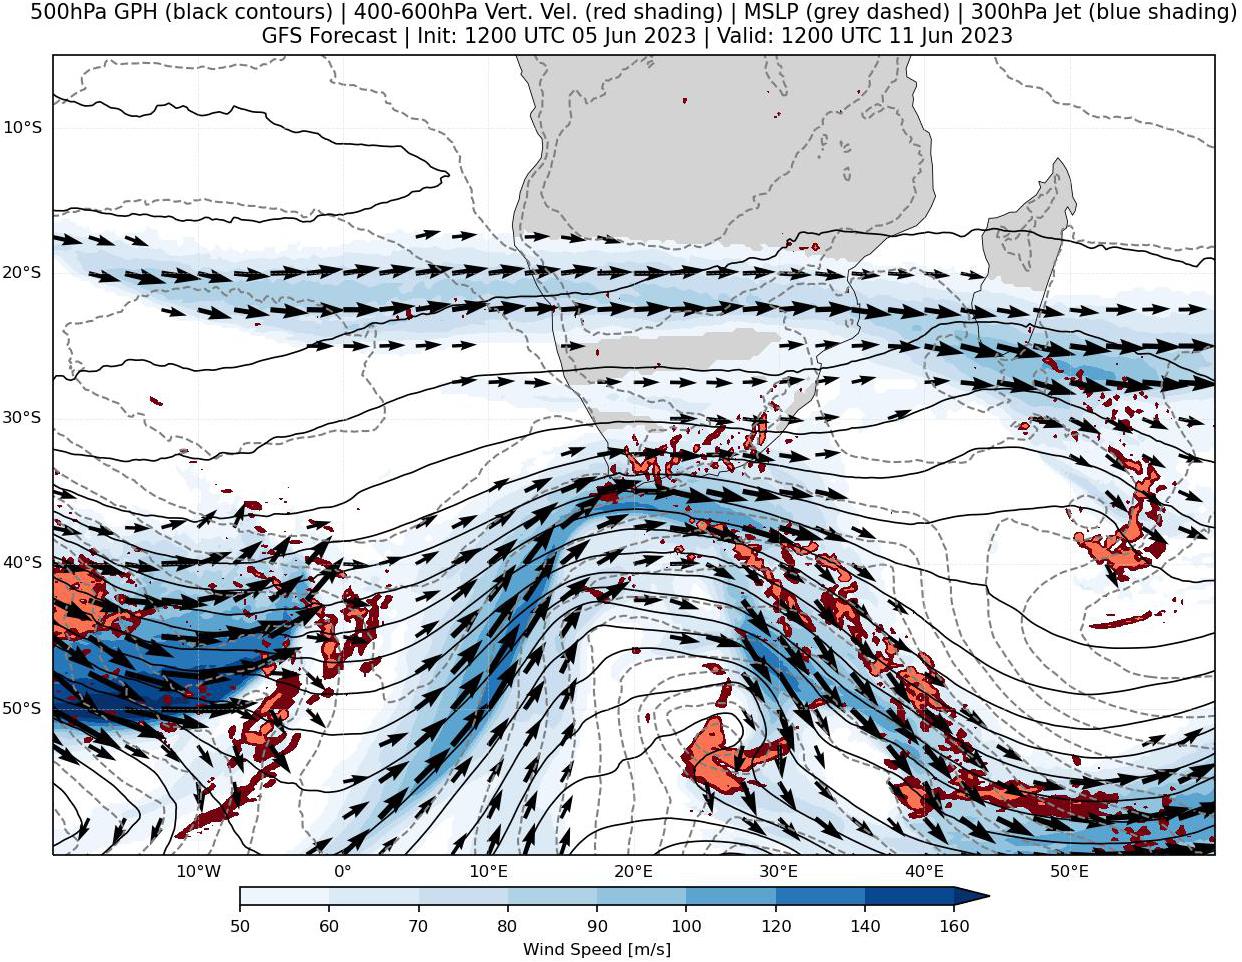 500hPa GPH (black contours) | 400-600hPa Vert. Vel. (red shading) | MSLP (grey dashed) | 300hPa Jet (blue shading)
GFS Forecast | Init: 1200 UTC 05 Jun 2023 | Valid: 1200 UTC 11 Jun 2023
10°S
20°S
30°S
40°S
50°S
10°W 0° 10°E 20°E 30°E 40°E 50°E
50 60 70 80 90 100 120 140 160
Wind Speed [m/s]